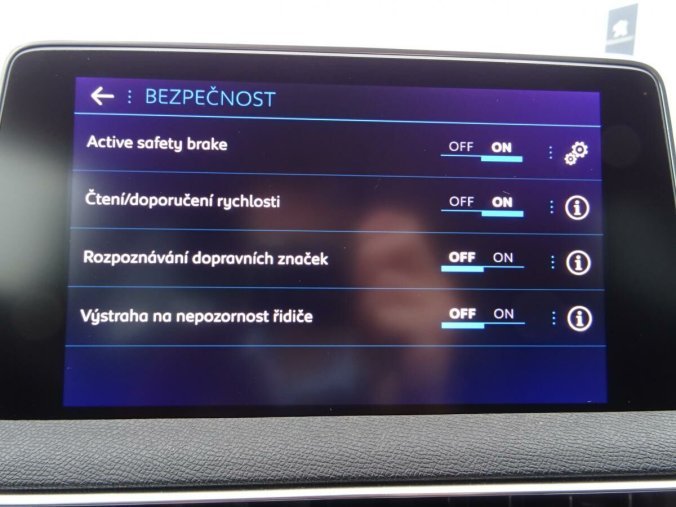 BEZPEČNOST
Active safety brake OFF ON
Čtení/doporučení rychlosti OFF ON
Rozpoznávání dopravních značek OFF ON
Výstraha na nepozornost řidiče OFF ON